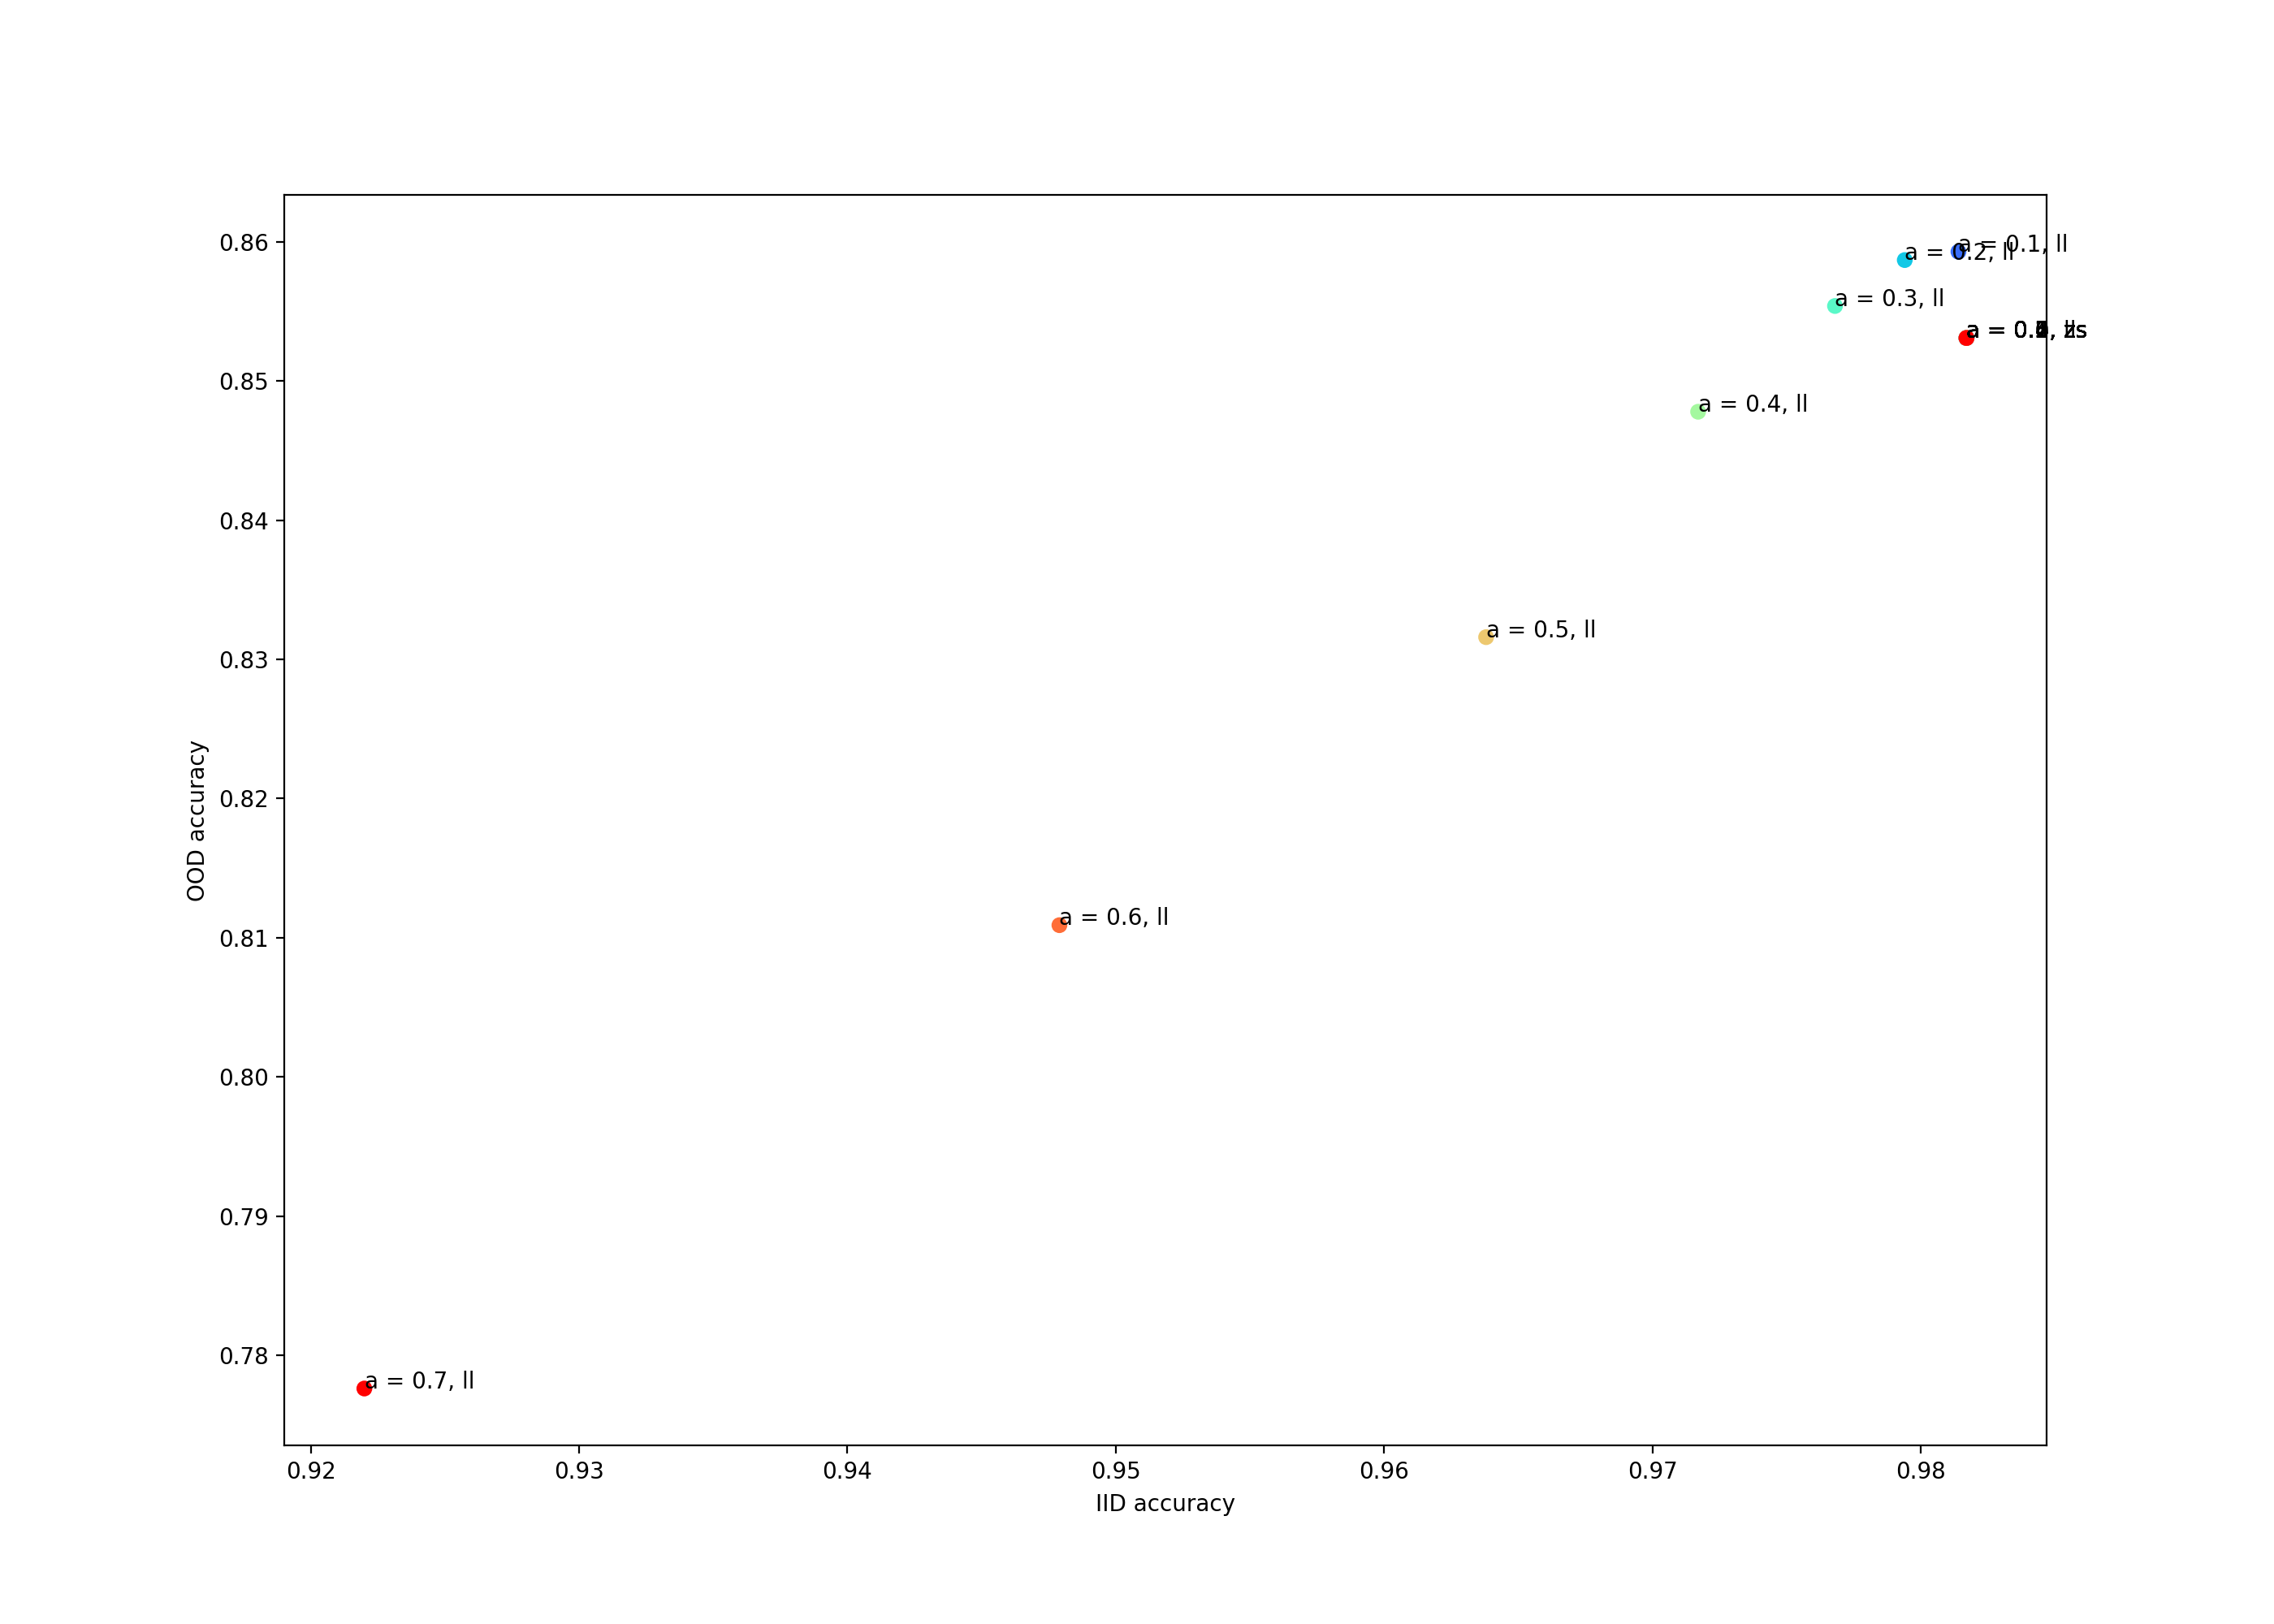 0.86
0.85
0.84
0.83
0.82
0.81
0.80
0.79
0.78
OOD accuracy
a = 0.1, ll
a = 0.2, ll
a = 0.3, ll
a = 0.4, ll
a = 0.5, ll
a = 0.6, ll
a = 0.7, ll
0.92 0.93 0.94 0.95 0.96 0.97 0.98
IID accuracy